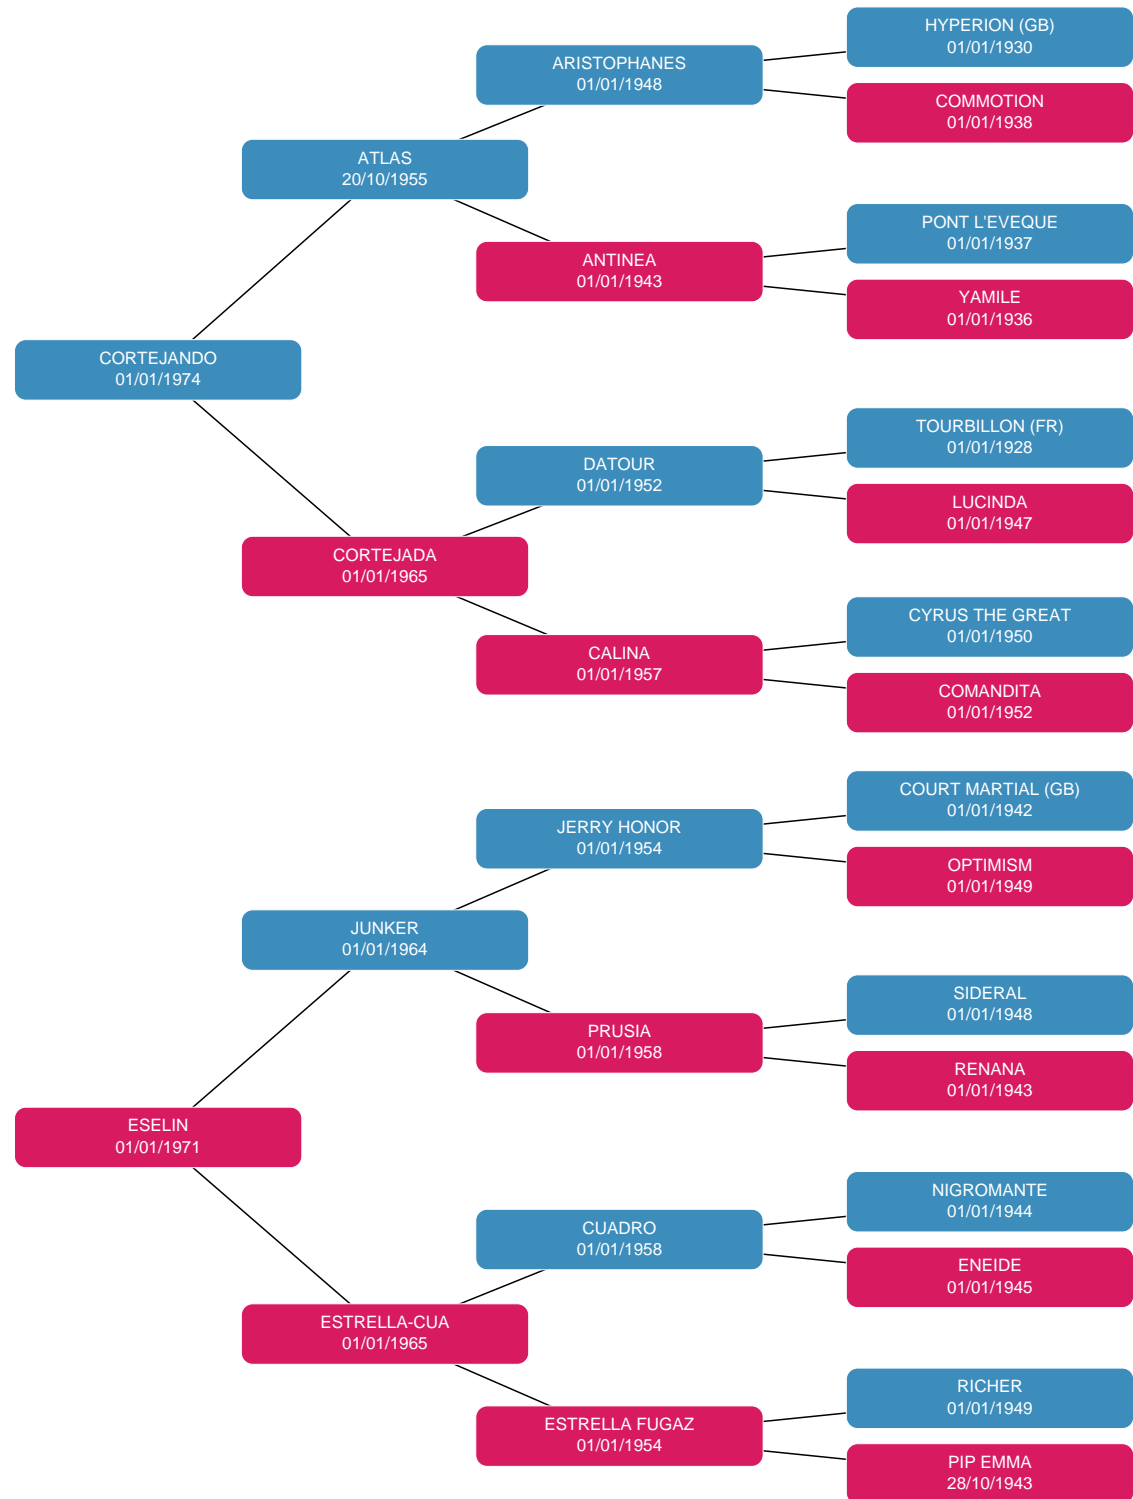 HYPERION (GB)
01/01/1930
ARISTOPHANES
01/01/1948
COMMOTION
01/01/1938
ATLAS
20/10/1955
PONT L'EVEQUE
01/01/1937
ANTINEA
01/01/1943
YAMILE
01/01/1936
CORTEJANDO
01/01/1974
TOURBILLON (FR)
01/01/1928
DATOUR
01/01/1952
LUCINDA
01/01/1947
CORTEJADA
01/01/1965
CYRUS THE GREAT
01/01/1950
CALINA
01/01/1957
COMANDITA
01/01/1952
COURT MARTIAL (GB)
01/01/1942
JERRY HONOR
01/01/1954
OPTIMISM
01/01/1949
JUNKER
01/01/1964
SIDERAL
01/01/1948
PRUSIA
01/01/1958
RENANA
01/01/1943
ESELIN
01/01/1971
NIGROMANTE
01/01/1944
CUADRO
01/01/1958
ENEIDE
01/01/1945
ESTRELLA-CUA
01/01/1965
RICHER
01/01/1949
ESTRELLA FUGAZ
01/01/1954
PIP EMMA
28/10/1943